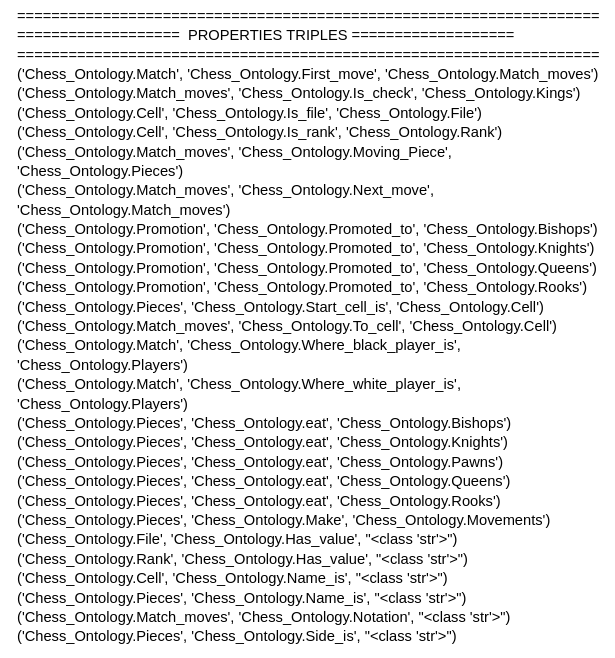 ======================================================================
===================  PROPERTIES TRIPLES ===================
======================================================================
('Chess_Ontology.Match', 'Chess_Ontology.First_move', 'Chess_Ontology.Match_moves')
('Chess_Ontology.Match_moves', 'Chess_Ontology.Is_check', 'Chess_Ontology.Kings')
('Chess_Ontology.Cell', 'Chess_Ontology.Is_file', 'Chess_Ontology.File')
('Chess_Ontology.Cell', 'Chess_Ontology.Is_rank', 'Chess_Ontology.Rank')
('Chess_Ontology.Match_moves', 'Chess_Ontology.Moving_Piece',
'Chess_Ontology.Pieces')
('Chess_Ontology.Match_moves', 'Chess_Ontology.Next_move',
'Chess_Ontology.Match_moves')
('Chess_Ontology.Promotion', 'Chess_Ontology.Promoted_to', 'Chess_Ontology.Bishops')
('Chess_Ontology.Promotion', 'Chess_Ontology.Promoted_to', 'Chess_Ontology.Knights')
('Chess_Ontology.Promotion', 'Chess_Ontology.Promoted_to', 'Chess_Ontology.Queens')
('Chess_Ontology.Promotion', 'Chess_Ontology.Promoted_to', 'Chess_Ontology.Rooks')
('Chess_Ontology.Pieces', 'Chess_Ontology.Start_cell_is', 'Chess_Ontology.Cell')
('Chess_Ontology.Match_moves', 'Chess_Ontology.To_cell', 'Chess_Ontology.Cell')
('Chess_Ontology.Match', 'Chess_Ontology.Where_black_player_is',
'Chess_Ontology.Players')
('Chess_Ontology.Match', 'Chess_Ontology.Where_white_player_is',
'Chess_Ontology.Players')
('Chess_Ontology.Pieces', 'Chess_Ontology.eat', 'Chess_Ontology.Bishops')
('Chess_Ontology.Pieces', 'Chess_Ontology.eat', 'Chess_Ontology.Knights')
('Chess_Ontology.Pieces', 'Chess_Ontology.eat', 'Chess_Ontology.Pawns')
('Chess_Ontology.Pieces', 'Chess_Ontology.eat', 'Chess_Ontology.Queens')
('Chess_Ontology.Pieces', 'Chess_Ontology.eat', 'Chess_Ontology.Rooks')
('Chess_Ontology.Pieces', 'Chess_Ontology.Make', 'Chess_Ontology.Movements')
('Chess_Ontology.File', 'Chess_Ontology.Has_value', "<class 'str'>")
('Chess_Ontology.Rank', 'Chess_Ontology.Has_value', "<class 'str'>")
('Chess_Ontology.Cell', 'Chess_Ontology.Name_is', "<class 'str'>")
('Chess_Ontology.Pieces', 'Chess_Ontology.Name_is', "<class 'str'>")
('Chess_Ontology.Match_moves', 'Chess_Ontology.Notation', "<class 'str'>")
('Chess_Ontology.Pieces', 'Chess_Ontology.Side_is', "<class 'str'>")